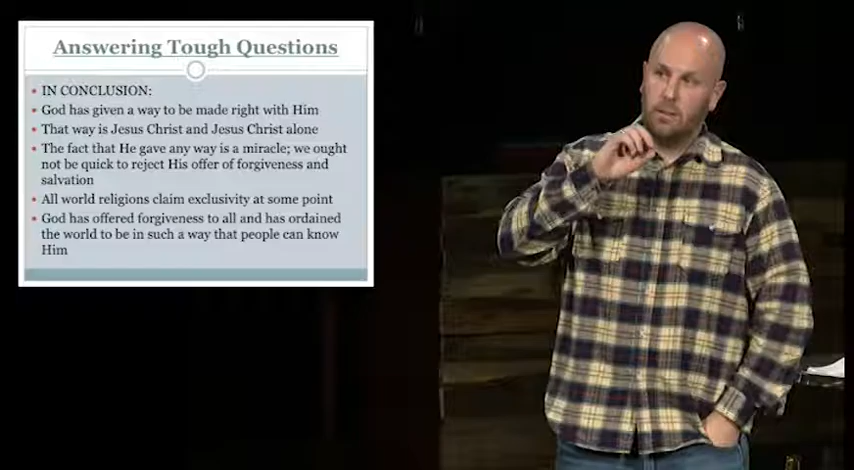 Answering Tough Questions
• IN CONCLUSION:
• God has given a way to be made right with Him
• That way is Jesus Christ and Jesus Christ alone
• The fact that He gave any way is a miracle; we ought
not be quick to reject His offer of forgiveness and
salvation
• All world religions claim exclusivity at some point
• God has offered forgiveness to all and has ordained
the world to be in such a way that people can know
Him